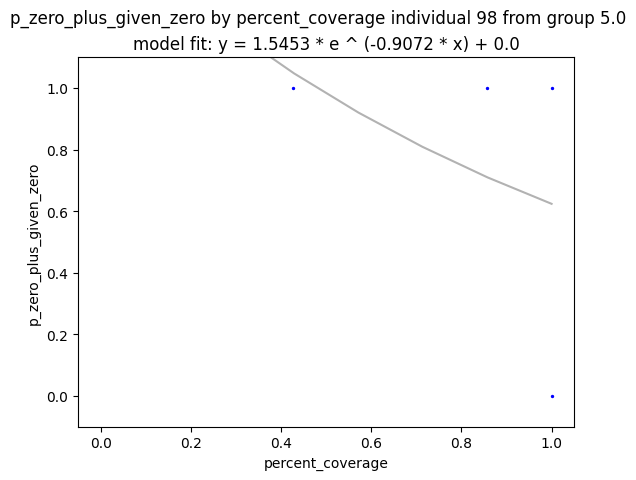 p_zero_plus_given_zero by percent_coverage individual 98 from group 5.0
model fit: y = 1.5453 * e ^ (-0.9072 * x) + 0.0
1.0
0.8
0.6
0.4
0.2
0.0
p_zero_plus_given_zero
0.0 0.2 0.4 0.6 0.8 1.0
percent_coverage